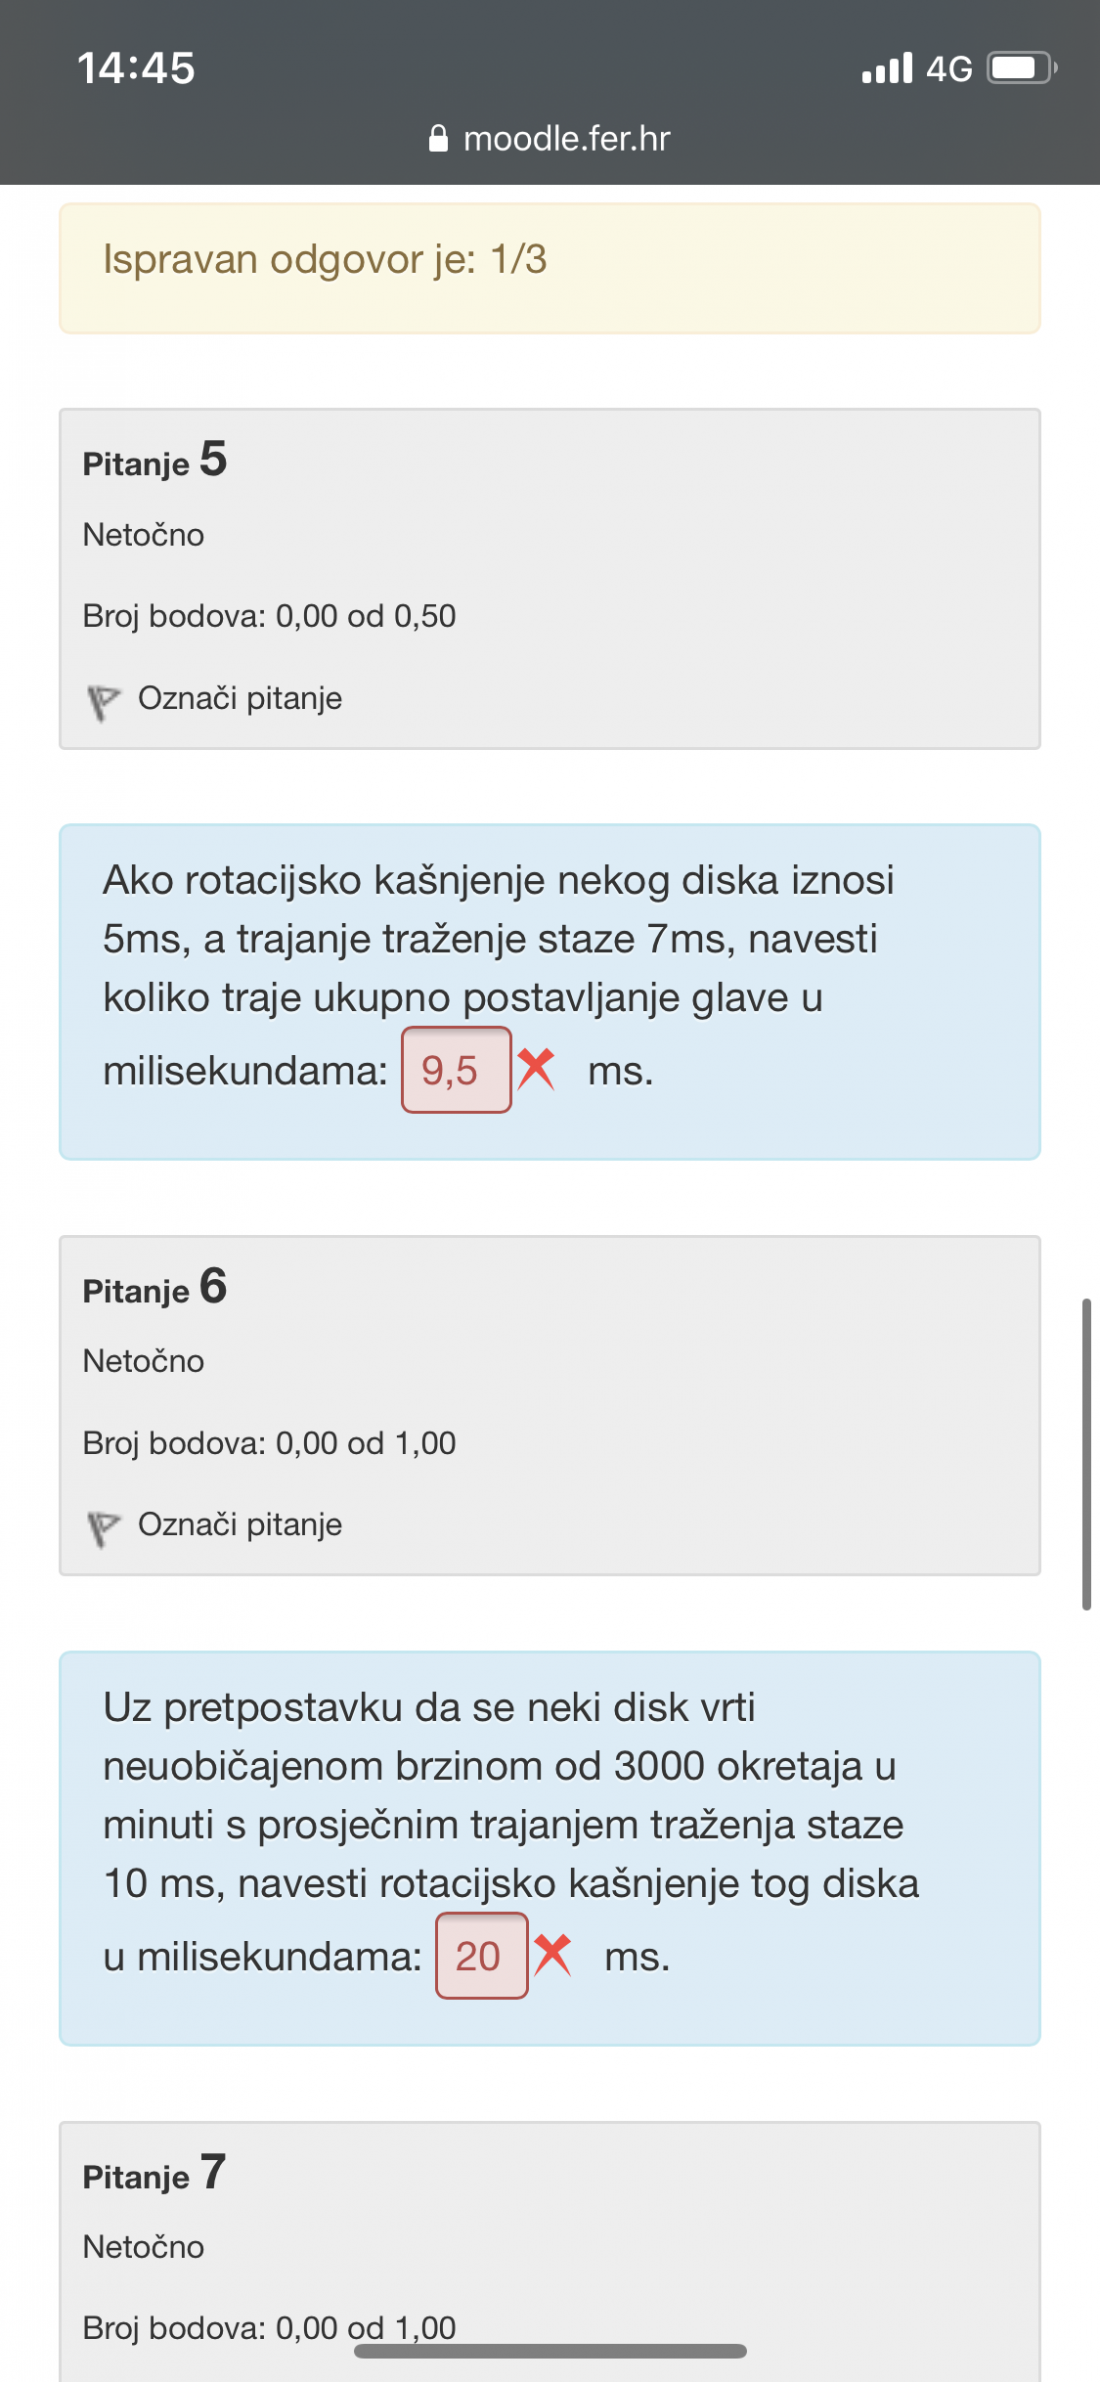 14:45
4G
moodle.fer.hr
Ispravan odgovor je: 1/3
Pitanje 5
Netočno
Broj bodova: 0,00 od 0,50
Označi pitanje
Ako rotacijsko kašnjenje nekog diska iznosi
5ms, a trajanje traženje staze 7ms, navesti
koliko traje ukupno postavljanje glave u
milisekundama: 9,5 ms.
Pitanje 6
Netočno
Broj bodova: 0,00 od 1,00
Označi pitanje
Uz pretpostavku da se neki disk vrti
neuobičajenom brzinom od 3000 okretaja u
minuti s prosječnim trajanjem traženja staze
10 ms, navesti rotacijsko kašnjenje tog diska
u milisekundama: 20 ms.
Pitanje 7
Netočno
Broj bodova: 0,00 od 1,00